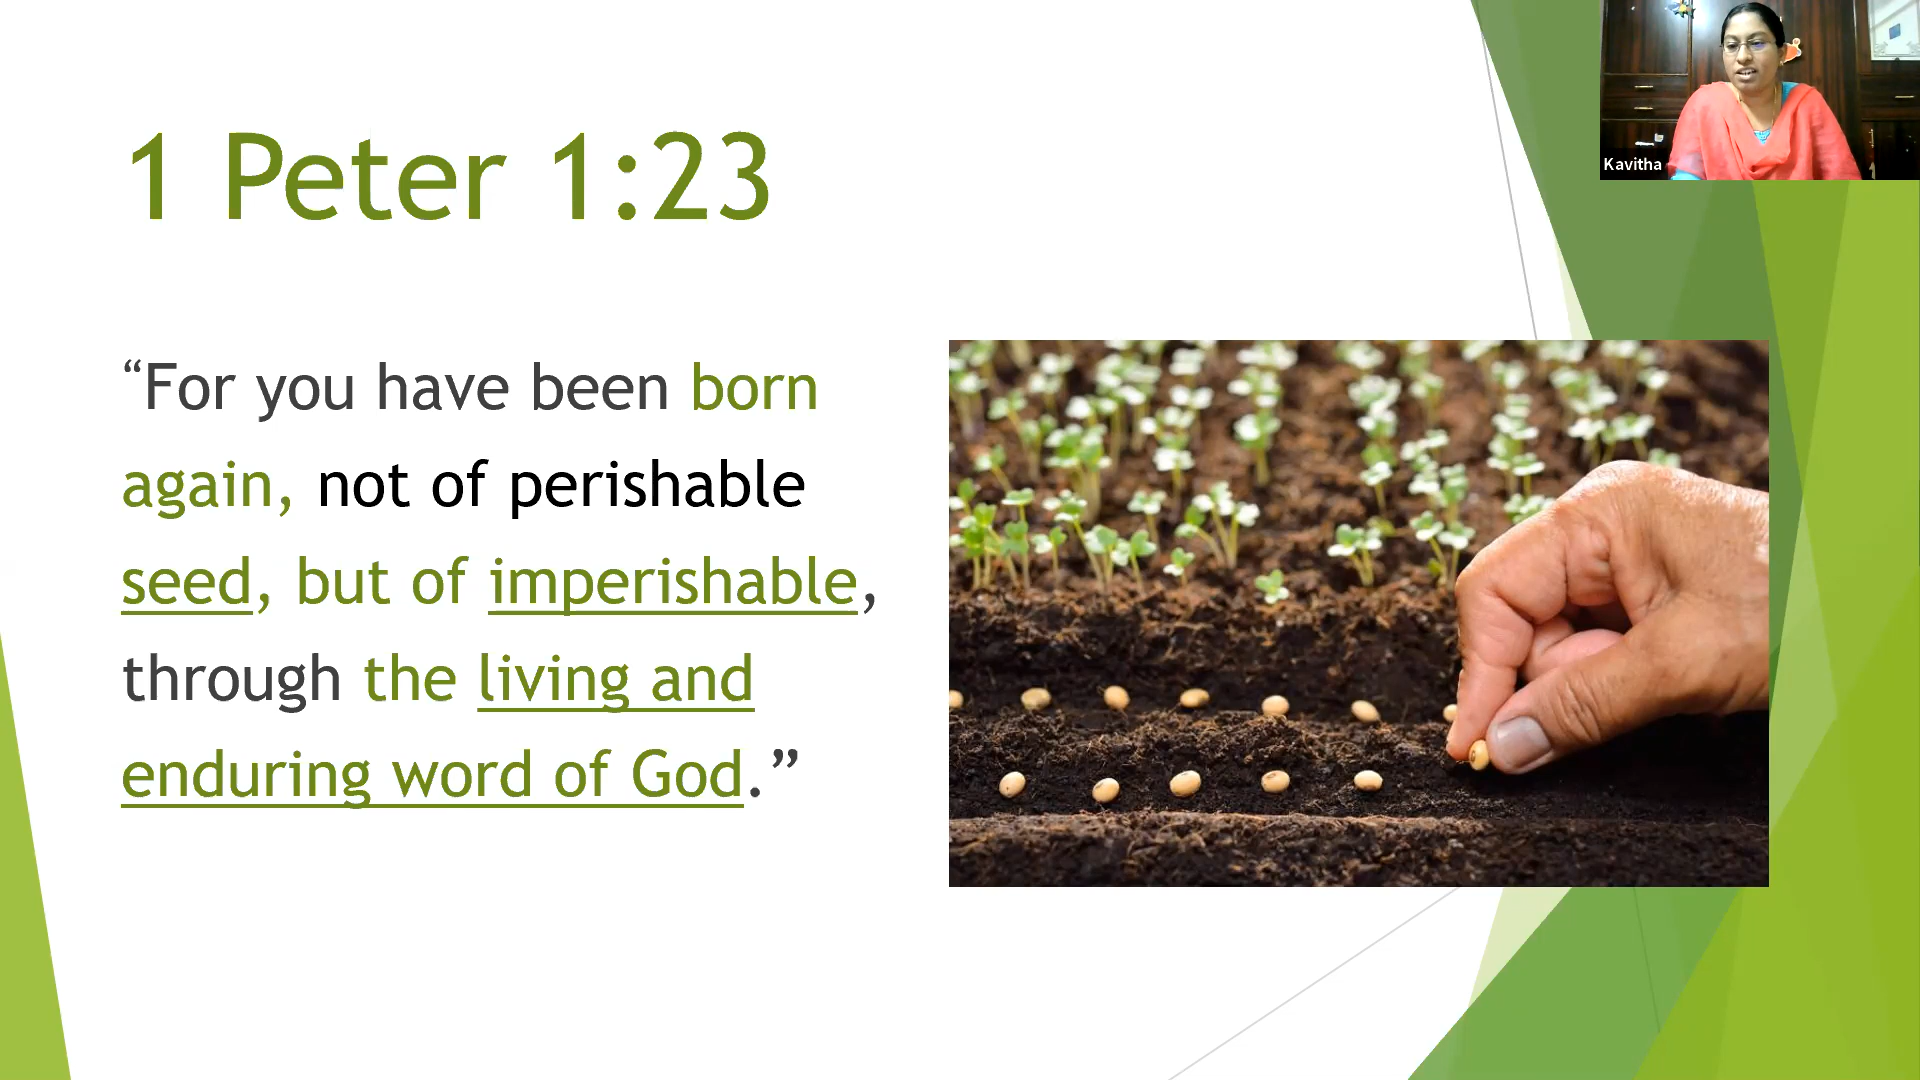 1 Peter 1:23
“For you have been born
again, not of perishable
seed, but of imperishable,
through the living and
enduring word of God.”
Kavitha